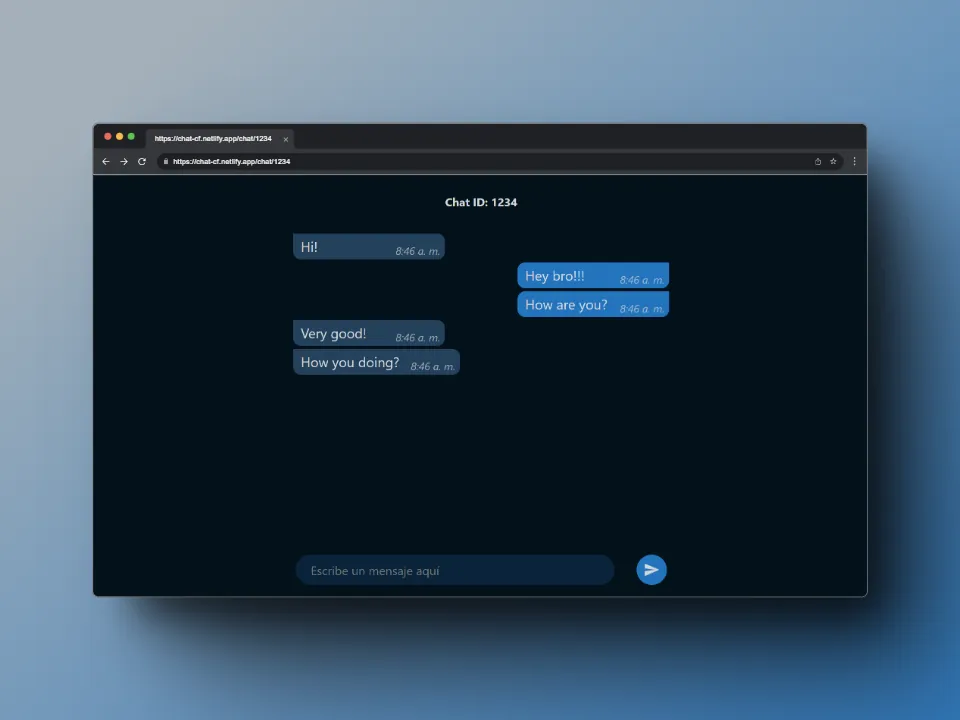 https://chat-cf.netlify.app/chat/1234
https://chat-cf.netlify.app/chat/1234
Chat ID: 1234
Hi! 8:46 a. m.
Hey bro!!! 8:46 a. m.
How are you? 8:46 a. m.
Very good! 8:46 a. m.
How you doing? 8:46 a. m.
Escribe un mensaje aquí